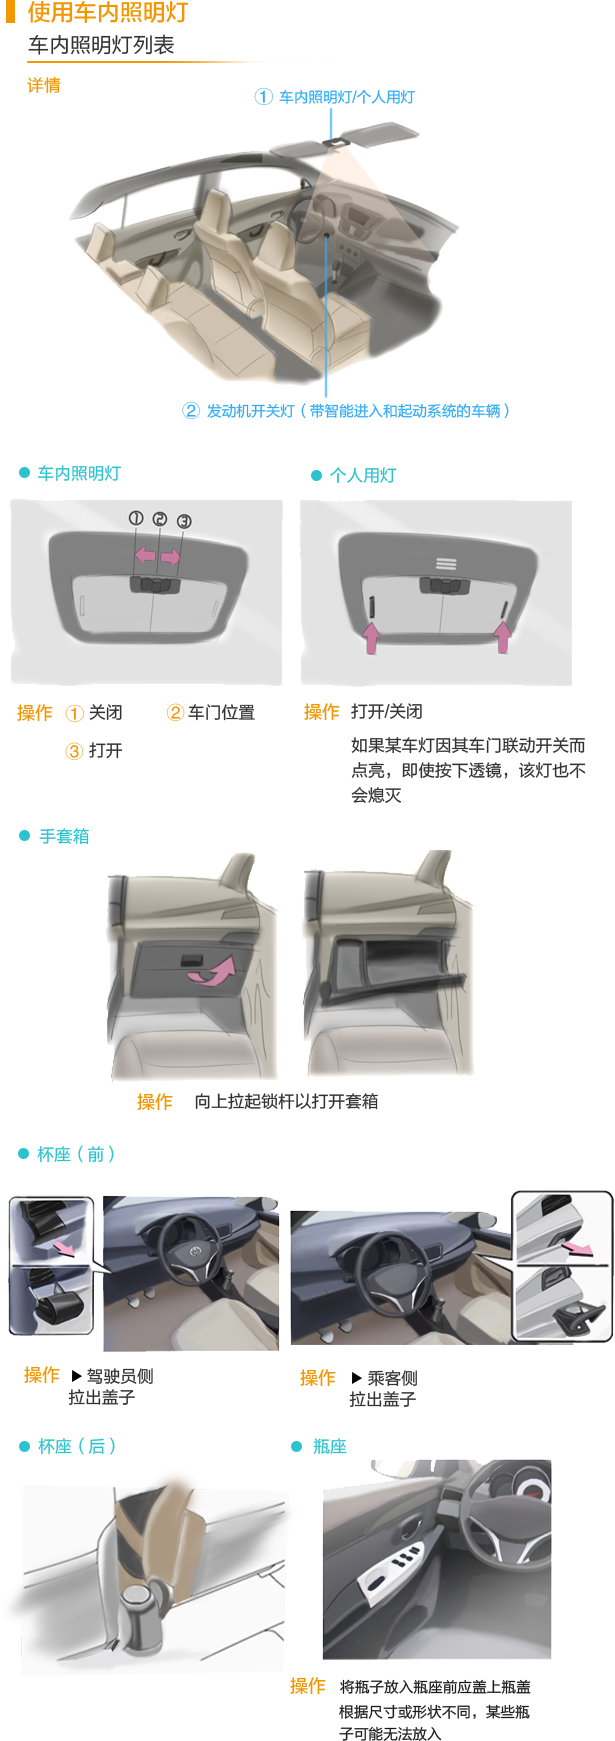 使用车内照明灯
车内照明灯列表
详情
① 车内照明灯/个人用灯
② 发动机开关灯（带智能进入和起动系统的车辆）
● 车内照明灯
● 个人用灯
① ② ③
操作 ① 关闭 ② 车门位置
③ 打开
操作 打开/关闭
如果某车灯因其车门联动开关而
点亮，即使按下透镜，该灯也不
会熄灭
● 手套箱
操作 向上拉起锁杆以打开套箱
● 杯座（前）
操作 ▶ 驾驶员侧
拉出盖子
操作 ▶ 乘客侧
拉出盖子
● 杯座（后）
● 瓶座
操作 将瓶子放入瓶座前应盖上瓶盖
根据尺寸或形状不同，某些瓶
子可能无法放入